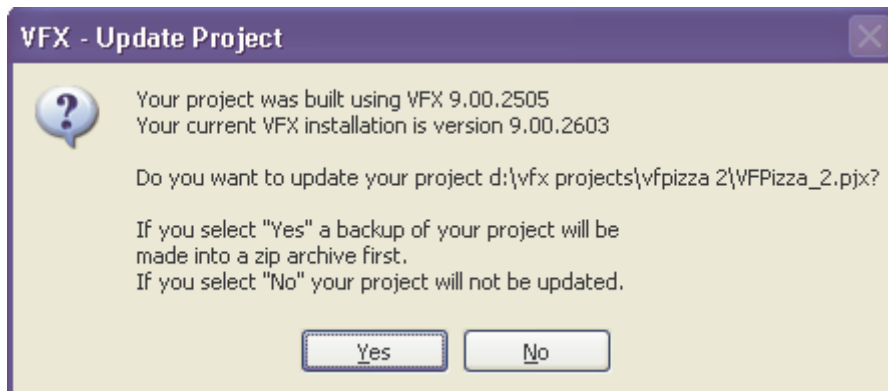 VFX - Update Project
Your project was built using VFX 9.00.2505
Your current VFX installation is version 9.00.2603
Do you want to update your project d:\vfx projects\vfpizza 2\VFPizza_2.pjx?
If you select "Yes" a backup of your project will be
made into a zip archive first.
If you select "No" your project will not be updated.
Yes No